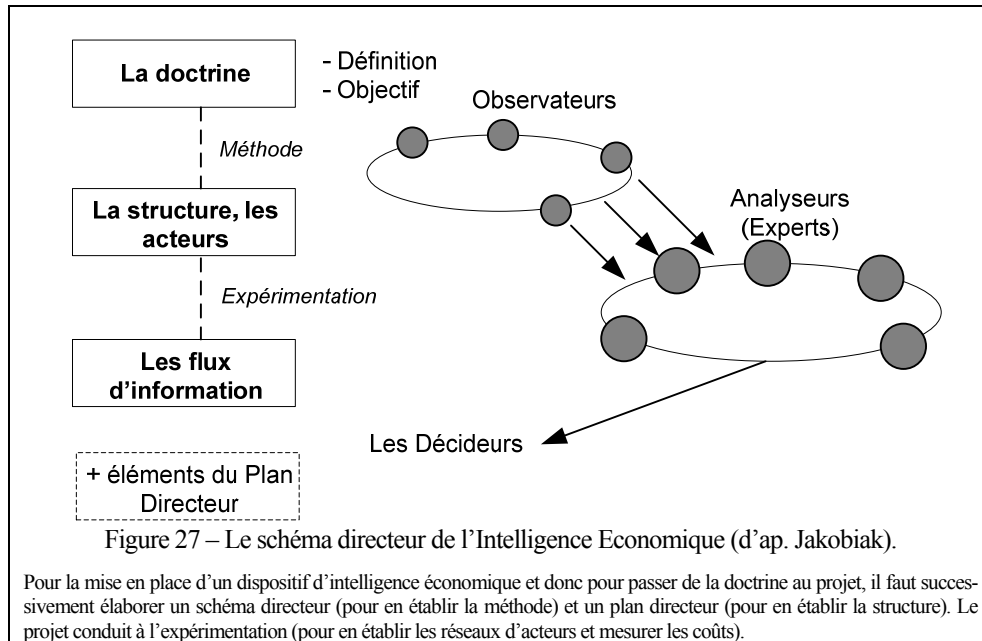 La doctrine
- Définition
- Objectif
Méthode
La structure, les
acteurs
Expérimentation
Les flux
d’information
+ éléments du Plan
Directeur
Observateurs
Analyseurs
(Experts)
Les Décideurs
Figure 27 – Le schéma directeur de l’Intelligence Economique (d’ap. Jakobiak).
Pour la mise en place d’un dispositif d’intelligence économique et donc pour passer de la doctrine au projet, il faut succes-
sivement élaborer un schéma directeur (pour en établir la méthode) et un plan directeur (pour en établir la structure). Le
projet conduit à l’expérimentation (pour en établir les réseaux d’acteurs et mesurer les coûts).